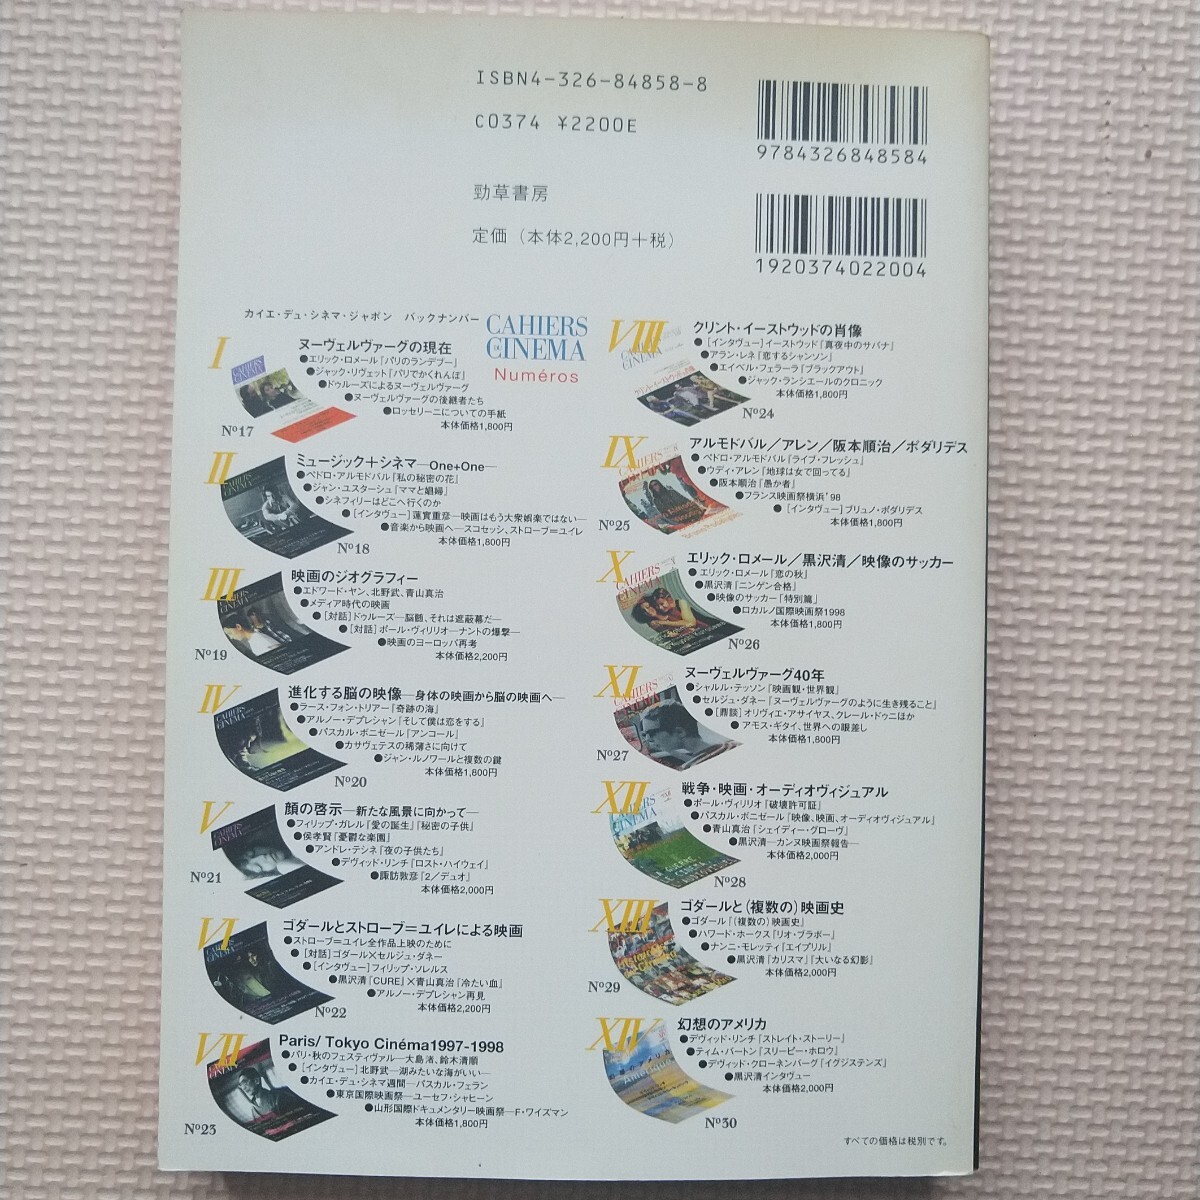 ISBN4-326-84858-8
C0374 ¥2200E
9784326848584
勁草書房
定価（本体2,200円＋税）
1920374022004
カイエ・デュ・シネマ・ジャポン　バックナンバー
CAHIERS
DU
CINEMA
Numéros
I
ヌーヴェルヴァーグの現在
●エリック・ロメール『パリのランデブー』
●ジャック・リヴェット『パリでかくれんぼ』
●ドゥルーズによるヌーヴェルヴァーグ
●ヌーヴェルヴァーグの後継者たち
●ロッセリーニについての手紙
本体価格1,800円
Nº17
II
ミュージック＋シネマ―One+One―
●ペドロ・アルモドバル『私の秘密の花』
●ジャン・ユスターシュ『ママと娼婦』
●シネフィリーはどこへ行くのか
●［インタヴュー］蓮實重彦―映画はもう大衆娯楽ではない―
●音楽から映画へ―スコセッシ、ストローブ＝ユイレ
本体価格1,800円
Nº18
III
映画のジオグラフィー
●エドワード・ヤン、北野武、青山真治
●メディア時代の映画
●［対話］ドゥルーズ―脳髄、それは遮蔽幕だ―
●［対話］ポール・ヴィリリオ―ナントの爆撃―
●映画のヨーロッパ再考
本体価格2,200円
Nº19
IV
進化する脳の映像―身体の映画から脳の映画へ―
●ラース・フォン・トリアー『奇跡の海』
●アルノー・デプレシャン『そして僕は恋をする』
●パスカル・ボニゼール『アンコール』
●カサヴェテスの稀薄さに向けて
●ジャン・ルノワールと複数の鍵
本体価格1,800円
Nº20
V
顔の啓示―新たな風景に向かって―
●フィリップ・ガレル『愛の誕生』『秘密の子供』
●侯孝賢『憂鬱な楽園』
●アンドレ・テシネ『夜の子供たち』
●デヴィッド・リンチ『ロスト・ハイウェイ』
●諏訪敦彦『2／デュオ』
本体価格2,000円
Nº21
VI
ゴダールとストローブ＝ユイレによる映画
●ストローブ＝ユイレ全作品上映のために
●［対話］ゴダール×セルジュ・ダネー
●［インタヴュー］フィリップ・ソレルス
●黒沢清『CURE』×青山真治『冷たい血』
●アルノー・デプレシャン再見
本体価格2,200円
Nº22
VII
Paris/ Tokyo Cinéma1997-1998
●パリ・秋のフェスティヴァル―大島渚、鈴木清順
●［インタヴュー］北野武―湖みたいな海がいい―
●カイエ・デュ・シネマ週間―パスカル・フェラン
●東京国際映画祭―ユーセフ・シャヒーン
●山形国際ドキュメンタリー映画祭―F・ワイズマン
本体価格1,800円
Nº23
VIII
クリント・イーストウッドの肖像
●［インタヴュー］イーストウッド『真夜中のサバナ』
●アラン・レネ『恋するシャンソン』
●エイベル・フェラーラ『ブラックアウト』
●ジャック・ランシエールのクロニック
本体価格1,800円
Nº24
IX
アルモドバル／アレン／阪本順治／ポダリデス
●ペドロ・アルモドバル『ライブ・フレッシュ』
●ウディ・アレン『地球は女で回ってる』
●阪本順治『愚か者』
●フランス映画祭横浜'98
●［インタヴュー］ブリュノ・ポダリデス
本体価格1,800円
Nº25
X
エリック・ロメール／黒沢清／映像のサッカー
●エリック・ロメール『恋の秋』
●黒沢清『ニンゲン合格』
●映像のサッカー『特別篇』
●ロカルノ国際映画祭1998
本体価格1,800円
Nº26
XI
ヌーヴェルヴァーグ40年
●シャルル・テッソン『映画観・世界観』
●セルジュ・ダネー『ヌーヴェルヴァーグのように生き残ること』
●［鼎談］オリヴィエ・アサイヤス、クレール・ドゥニほか
●アモス・ギタイ、世界への眼差し
本体価格1,800円
Nº27
XII
戦争・映画・オーディオヴィジュアル
●ポール・ヴィリリオ『破壊許可証』
●パスカル・ボニゼール『映像、映画、オーディオヴィジュアル』
●青山真治『シェイディー・グローヴ』
●黒沢清―カンヌ映画祭報告―
本体価格2,000円
Nº28
XIII
ゴダールと（複数の）映画史
●ゴダール『（複数の）映画史』
●ハワード・ホークス『リオ・ブラボー』
●ナンニ・モレッティ『エイプリル』
●黒沢清『カリスマ』『大いなる幻影』
本体価格2,000円
Nº29
XIV
幻想のアメリカ
●デヴィッド・リンチ『ストレイト・ストーリー』
●ティム・バートン『スリーピー・ホロウ』
●デヴィッド・クローネンバーグ『イグジステンズ』
●黒沢清インタヴュー
本体価格2,000円
Nº30
すべての価格は税別です。